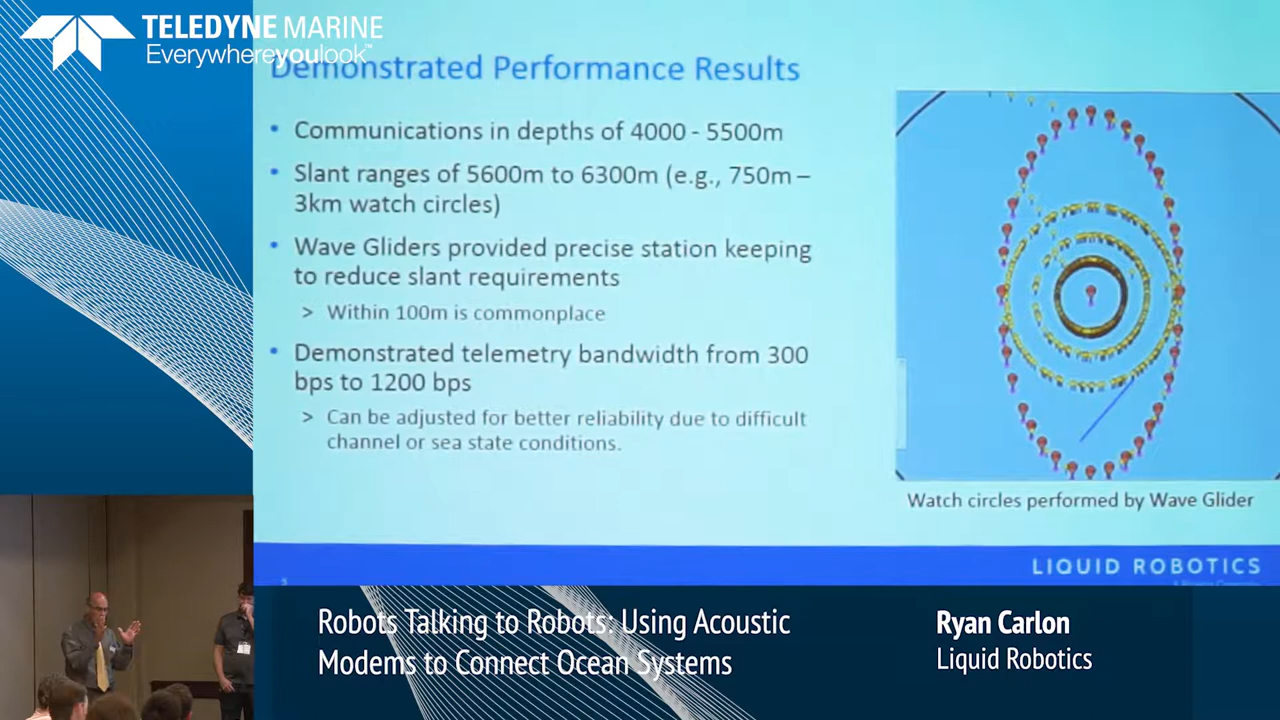 TELEDYNE MARINE
Everywhereyoulook™
Demonstrated Performance Results
• Communications in depths of 4000 - 5500m
• Slant ranges of 5600m to 6300m (e.g., 750m –
3km watch circles)
• Wave Gliders provided precise station keeping
to reduce slant requirements
> Within 100m is commonplace
• Demonstrated telemetry bandwidth from 300
bps to 1200 bps
> Can be adjusted for better reliability due to difficult
channel or sea state conditions.
Watch circles performed by Wave Glider
LIQUID ROBOTICS
Robots Talking to Robots: Using Acoustic
Modems to Connect Ocean Systems
Ryan Carlon
Liquid Robotics